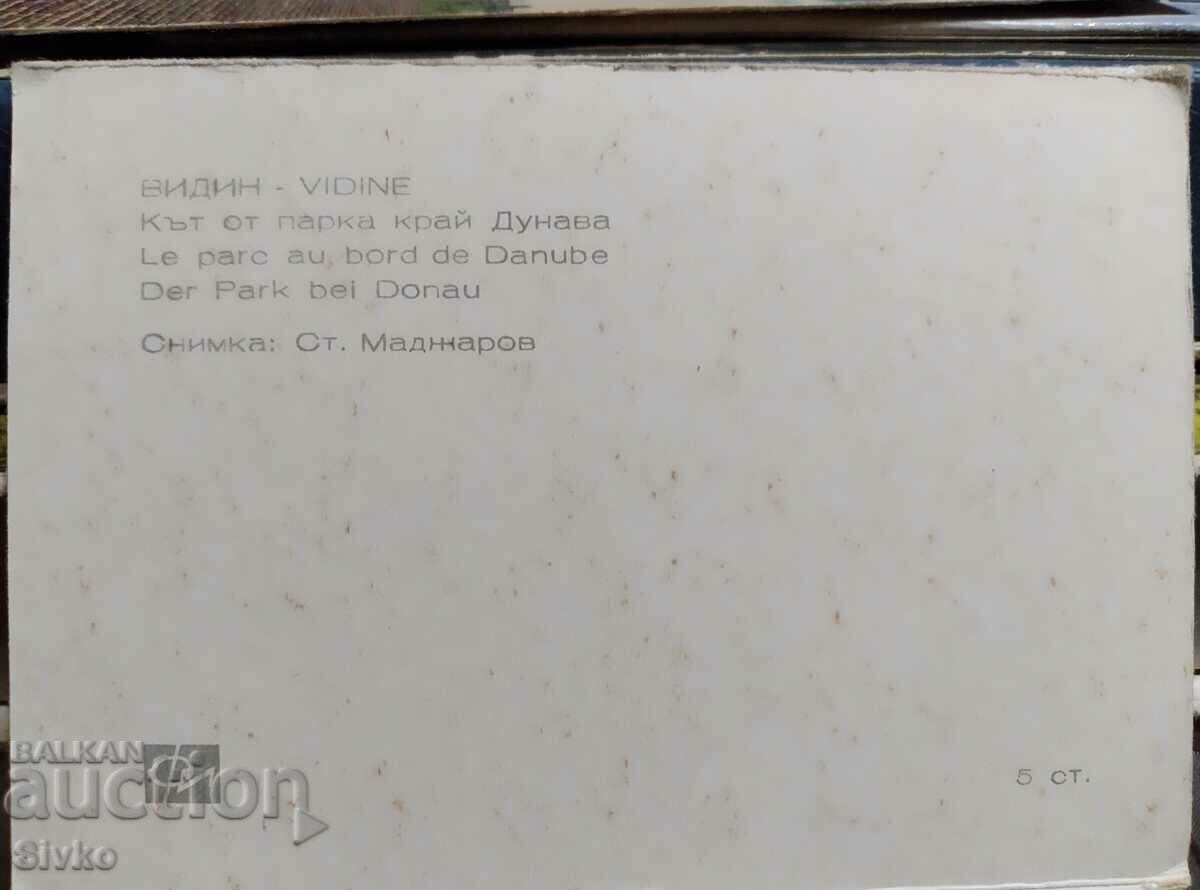 ВИДИН - VIDINE
Кът от парка край Дунава
Le parc au bord de Danube
Der Park bei Donau
Снимка: Ст. Маджаров
5 ст.
BALKAN
auction
Sivko